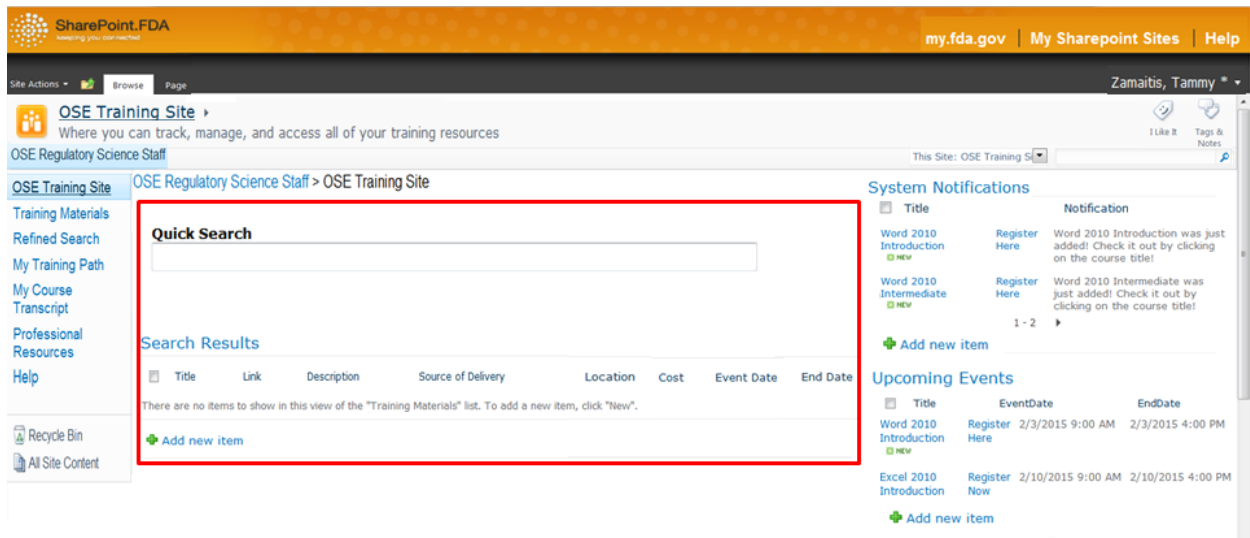 SharePoint.FDA
keeping you connected
my.fda.gov | My Sharepoint Sites | Help
Site Actions Browse Page
Zamaitis, Tammy *
OSE Training Site
Where you can track, manage, and access all of your training resources
I Like It Tags &
Notes
OSE Regulatory Science Staff
This Site: OSE Training Si
OSE Training Site
Training Materials
Refined Search
My Training Path
My Course
Transcript
Professional
Resources
Help
Recycle Bin
All Site Content
OSE Regulatory Science Staff > OSE Training Site
Quick Search
Search Results
Title Link Description Source of Delivery Location Cost Event Date End Date
There are no items to show in this view of the "Training Materials" list. To add a new item, click "New".
Add new item
System Notifications
Title Notification
Word 2010 Register Word 2010 Introduction was just
Introduction Here added! Check it out by clicking
NEW on the course title!
Word 2010 Register Word 2010 Intermediate was
Intermediate Here just added! Check it out by
NEW clicking on the course title!
1 - 2
Add new item
Upcoming Events
Title EventDate EndDate
Word 2010 Register 2/3/2015 9:00 AM 2/3/2015 4:00 PM
Introduction Here
NEW
Excel 2010 Register 2/10/2015 9:00 AM 2/10/2015 4:00 PM
Introduction Now
Add new item